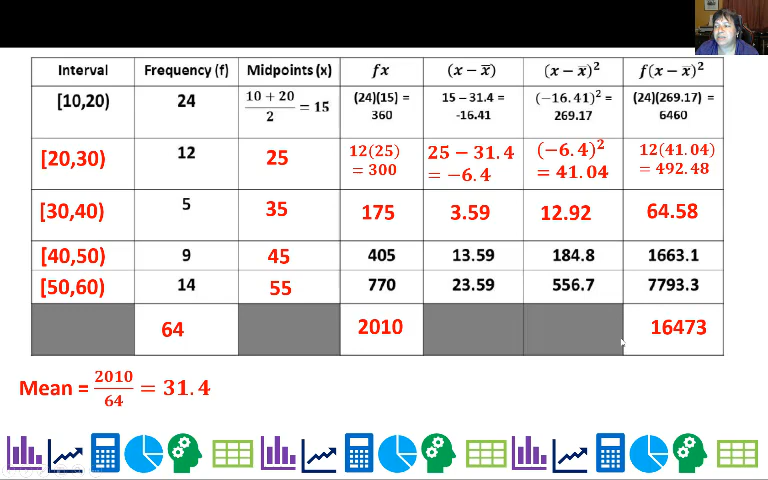 Interval Frequency (f) Midpoints (x) fx (x − x̅) (x − x̅)² f(x − x̅)²
[10,20) 24 (10 + 20)/2 = 15 (24)(15) = 360 15 − 31.4 = -16.41 (−16.41)² = 269.17 (24)(269.17) = 6460
[20,30) 12 25 12(25) = 300 25 − 31.4 = −6.4 (−6.4)² = 41.04 12(41.04) = 492.48
[30,40) 5 35 175 3.59 12.92 64.58
[40,50) 9 45 405 13.59 184.8 1663.1
[50,60) 14 55 770 23.59 556.7 7793.3
64 2010 16473
Mean = 2010/64 = 31.4